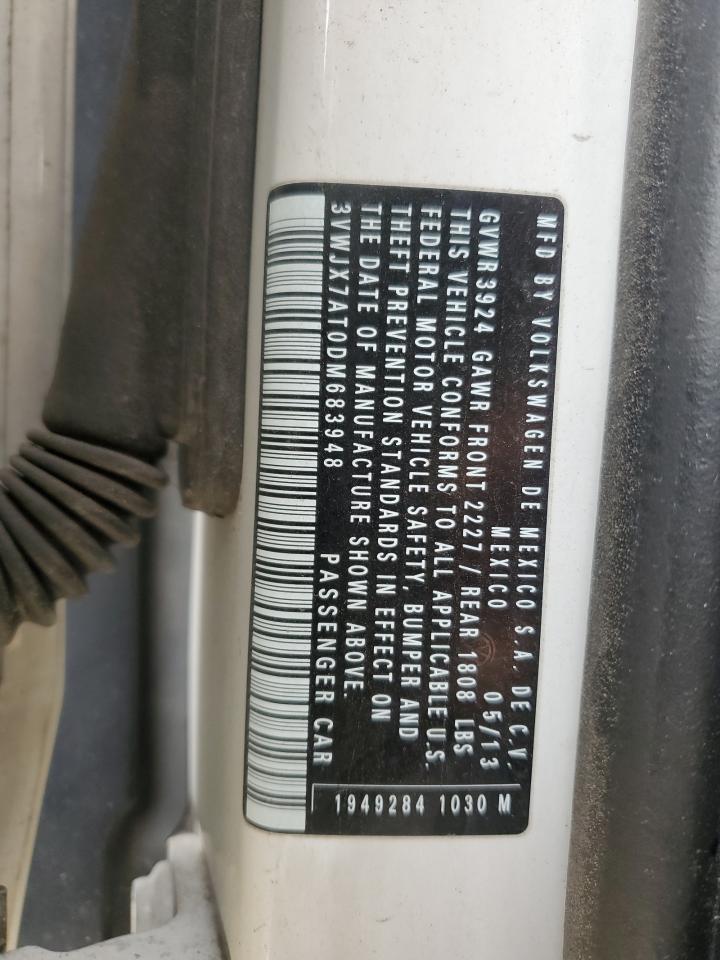 MFD BY VOLKSWAGEN DE MEXICO S.A. DE C.V.
MEXICO 05/13
GVWR 3924 GAWR FRONT 2227 / REAR 1808 LBS
THIS VEHICLE CONFORMS TO ALL APPLICABLE U.S.
FEDERAL MOTOR VEHICLE SAFETY, BUMPER AND
THEFT PREVENTION STANDARDS IN EFFECT ON
THE DATE OF MANUFACTURE SHOWN ABOVE.
3VWJX7AT0DM683948 PASSENGER CAR
1949284 1030 M